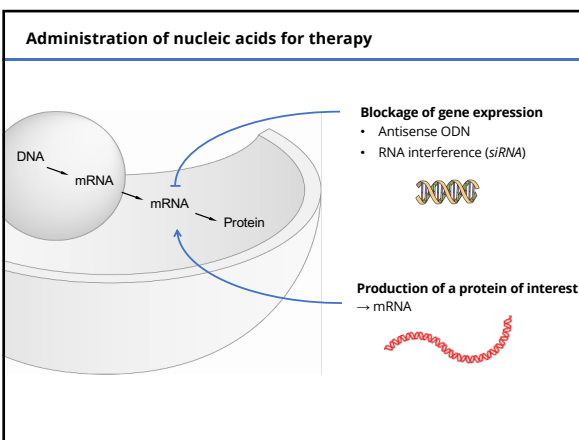 Administration of nucleic acids for therapy
Blockage of gene expression
• Antisense ODN
• RNA interference (siRNA)
DNA
mRNA
mRNA
Protein
Production of a protein of interest
→ mRNA